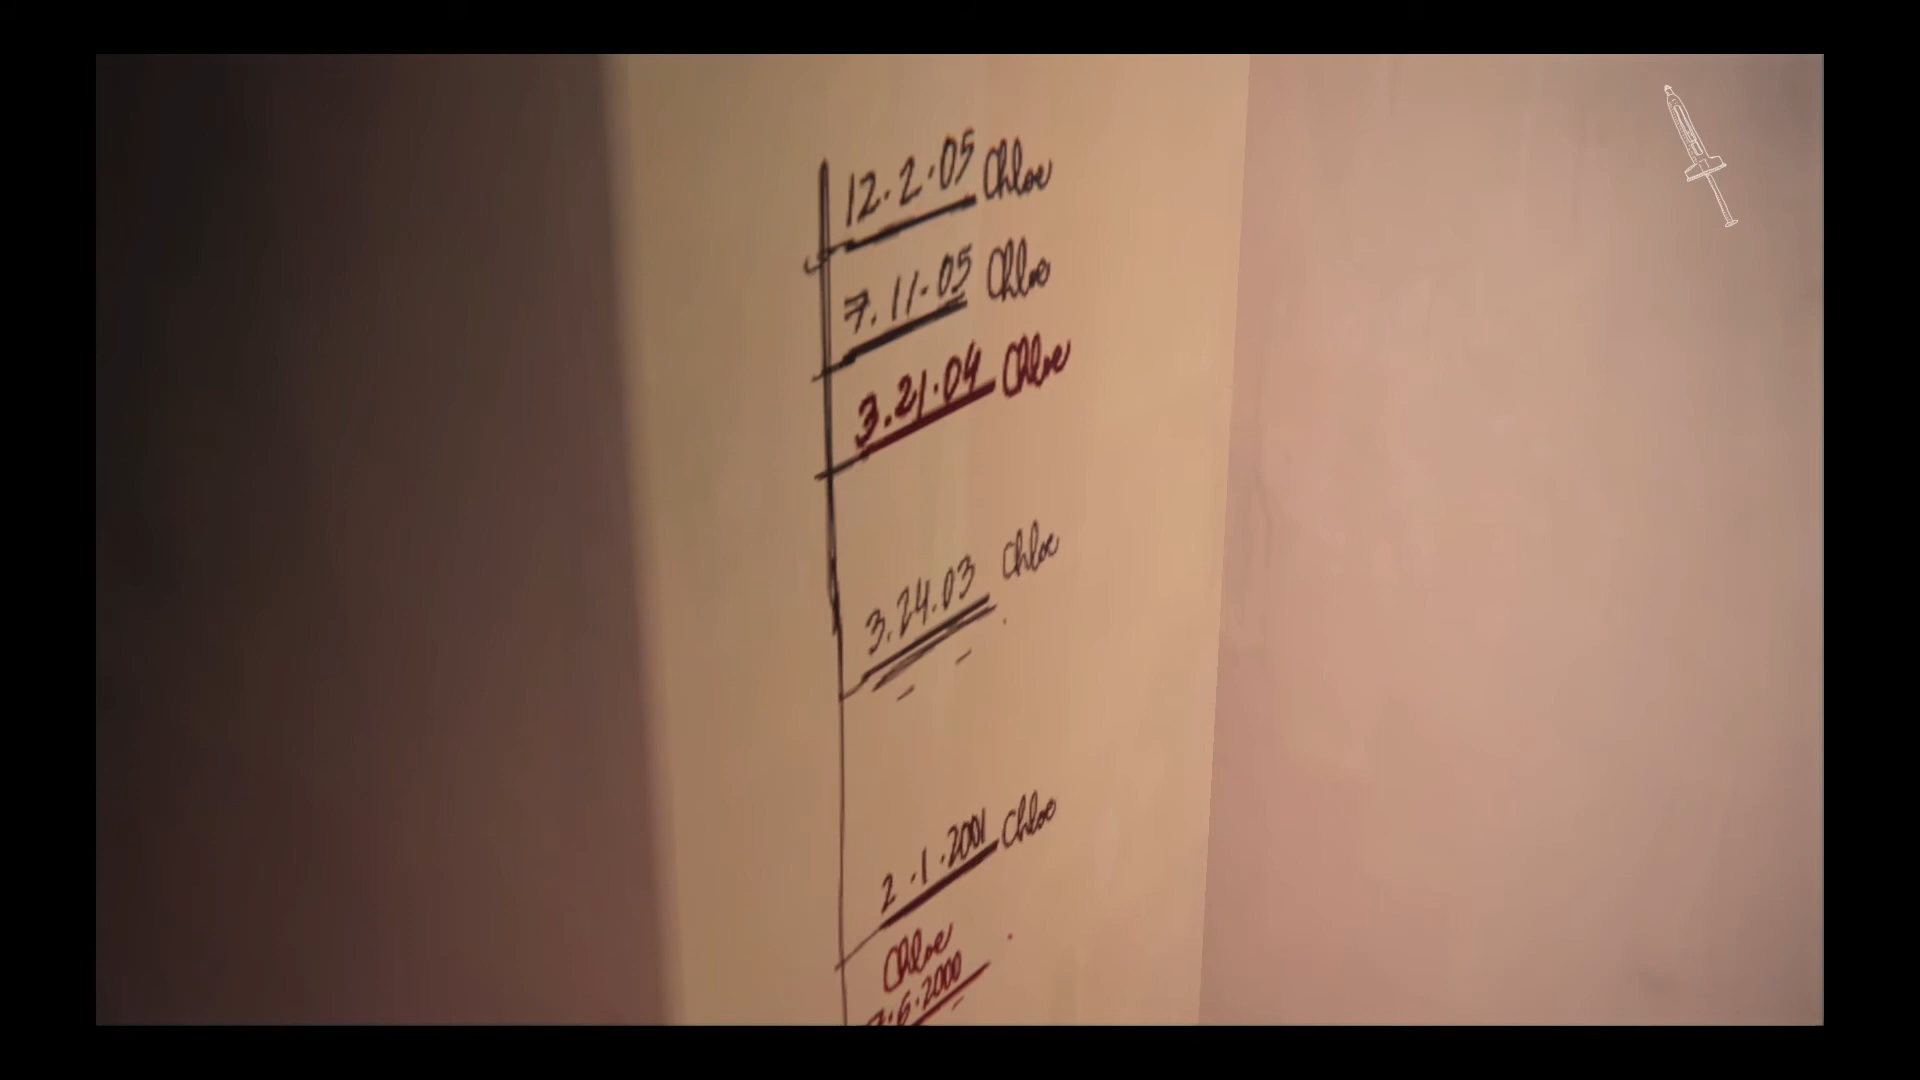 12.2.05 Chloe
7.11.05 Chloe
3.21.04 Chloe
3.24.03 Chloe
2.1.2001 Chloe
Chloe